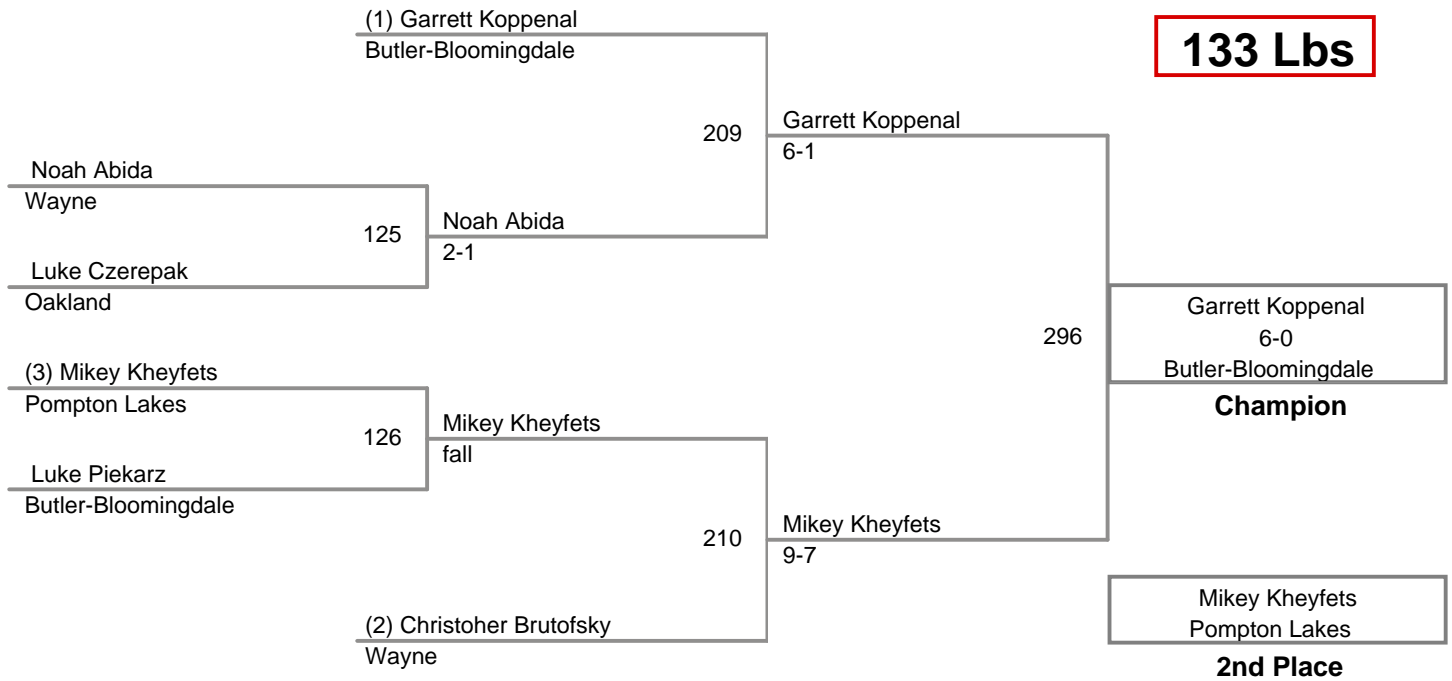 (1) Garrett Koppenal
Butler-Bloomingdale
133 Lbs
209
Garrett Koppenal
6-1
Noah Abida
Wayne
125
Noah Abida
2-1
Luke Czerepak
Oakland
296
Garrett Koppenal
6-0
Butler-Bloomingdale
Champion
(3) Mikey Kheyfets
Pompton Lakes
126
Mikey Kheyfets
fall
Luke Piekarz
Butler-Bloomingdale
210
Mikey Kheyfets
9-7
(2) Christoher Brutofsky
Wayne
Mikey Kheyfets
Pompton Lakes
2nd Place